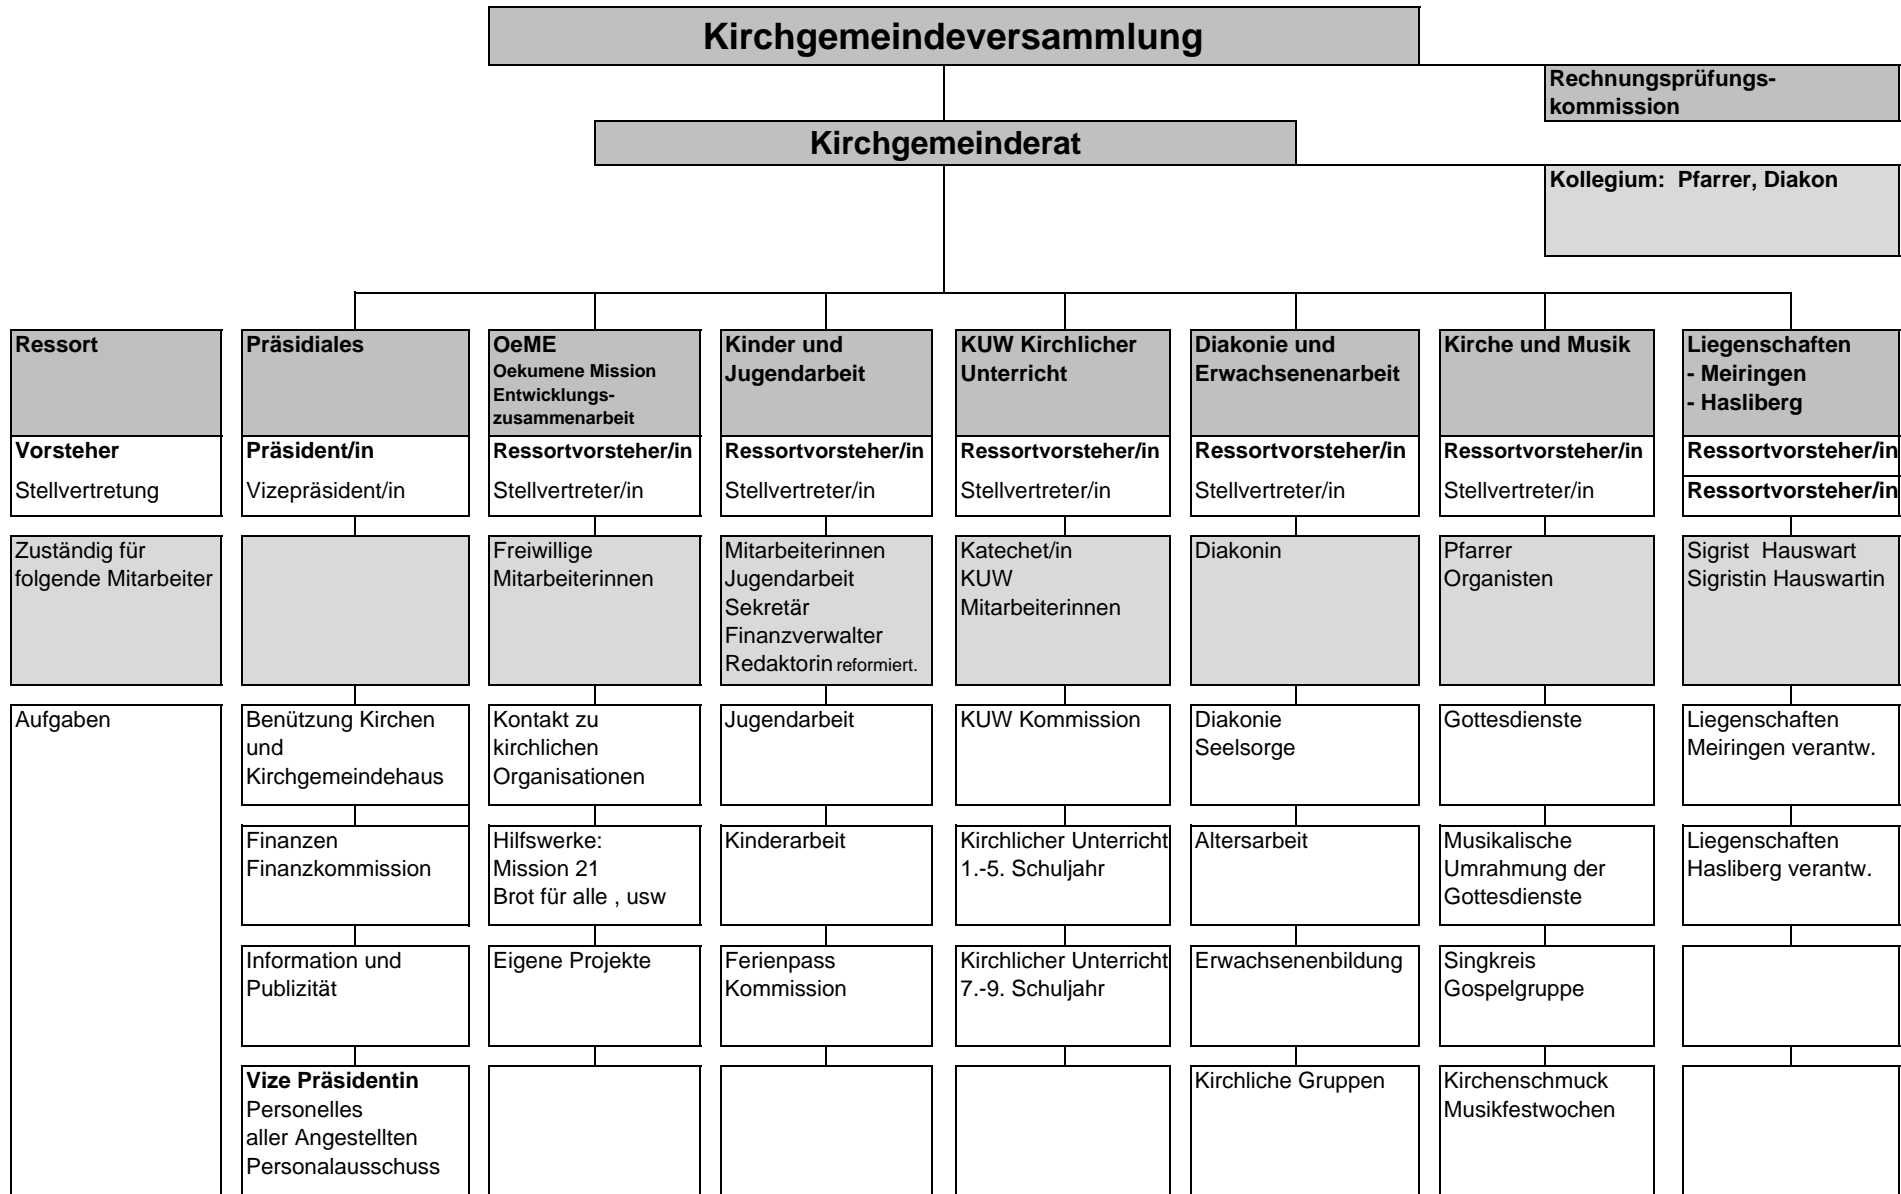 Kirchgemeindeversammlung
Rechnungsprüfungs-
kommission
Kirchgemeinderat
Kollegium: Pfarrer, Diakon
Ressort
Präsidiales
OeME
Oekumene Mission
Entwicklungs-
zusammenarbeit
Kinder und
Jugendarbeit
KUW Kirchlicher
Unterricht
Diakonie und
Erwachsenenarbeit
Kirche und Musik
Liegenschaften
- Meiringen
- Hasliberg
Vorsteher
Stellvertretung
Präsident/in
Vizepräsident/in
Ressortvorsteher/in
Stellvertreter/in
Ressortvorsteher/in
Stellvertreter/in
Ressortvorsteher/in
Stellvertreter/in
Ressortvorsteher/in
Stellvertreter/in
Ressortvorsteher/in
Stellvertreter/in
Ressortvorsteher/in
Ressortvorsteher/in
Zuständig für
folgende Mitarbeiter
Freiwillige
Mitarbeiterinnen
Mitarbeiterinnen
Jugendarbeit
Sekretär
Finanzverwalter
Redaktorin reformiert.
Katechet/in
KUW
Mitarbeiterinnen
Diakonin
Pfarrer
Organisten
Sigrist Hauswart
Sigristin Hauswartin
Aufgaben
Benützung Kirchen
und
Kirchgemeindehaus
Kontakt zu
kirchlichen
Organisationen
Jugendarbeit
KUW Kommission
Diakonie
Seelsorge
Gottesdienste
Liegenschaften
Meiringen verantw.
Finanzen
Finanzkommission
Hilfswerke:
Mission 21
Brot für alle , usw
Kinderarbeit
Kirchlicher Unterricht
1.-5. Schuljahr
Altersarbeit
Musikalische
Umrahmung der
Gottesdienste
Liegenschaften
Hasliberg verantw.
Information und
Publizität
Eigene Projekte
Ferienpass
Kommission
Kirchlicher Unterricht
7.-9. Schuljahr
Erwachsenenbildung
Singkreis
Gospelgruppe
Vize Präsidentin
Personelles
aller Angestellten
Personalausschuss
Kirchliche Gruppen
Kirchenschmuck
Musikfestwochen